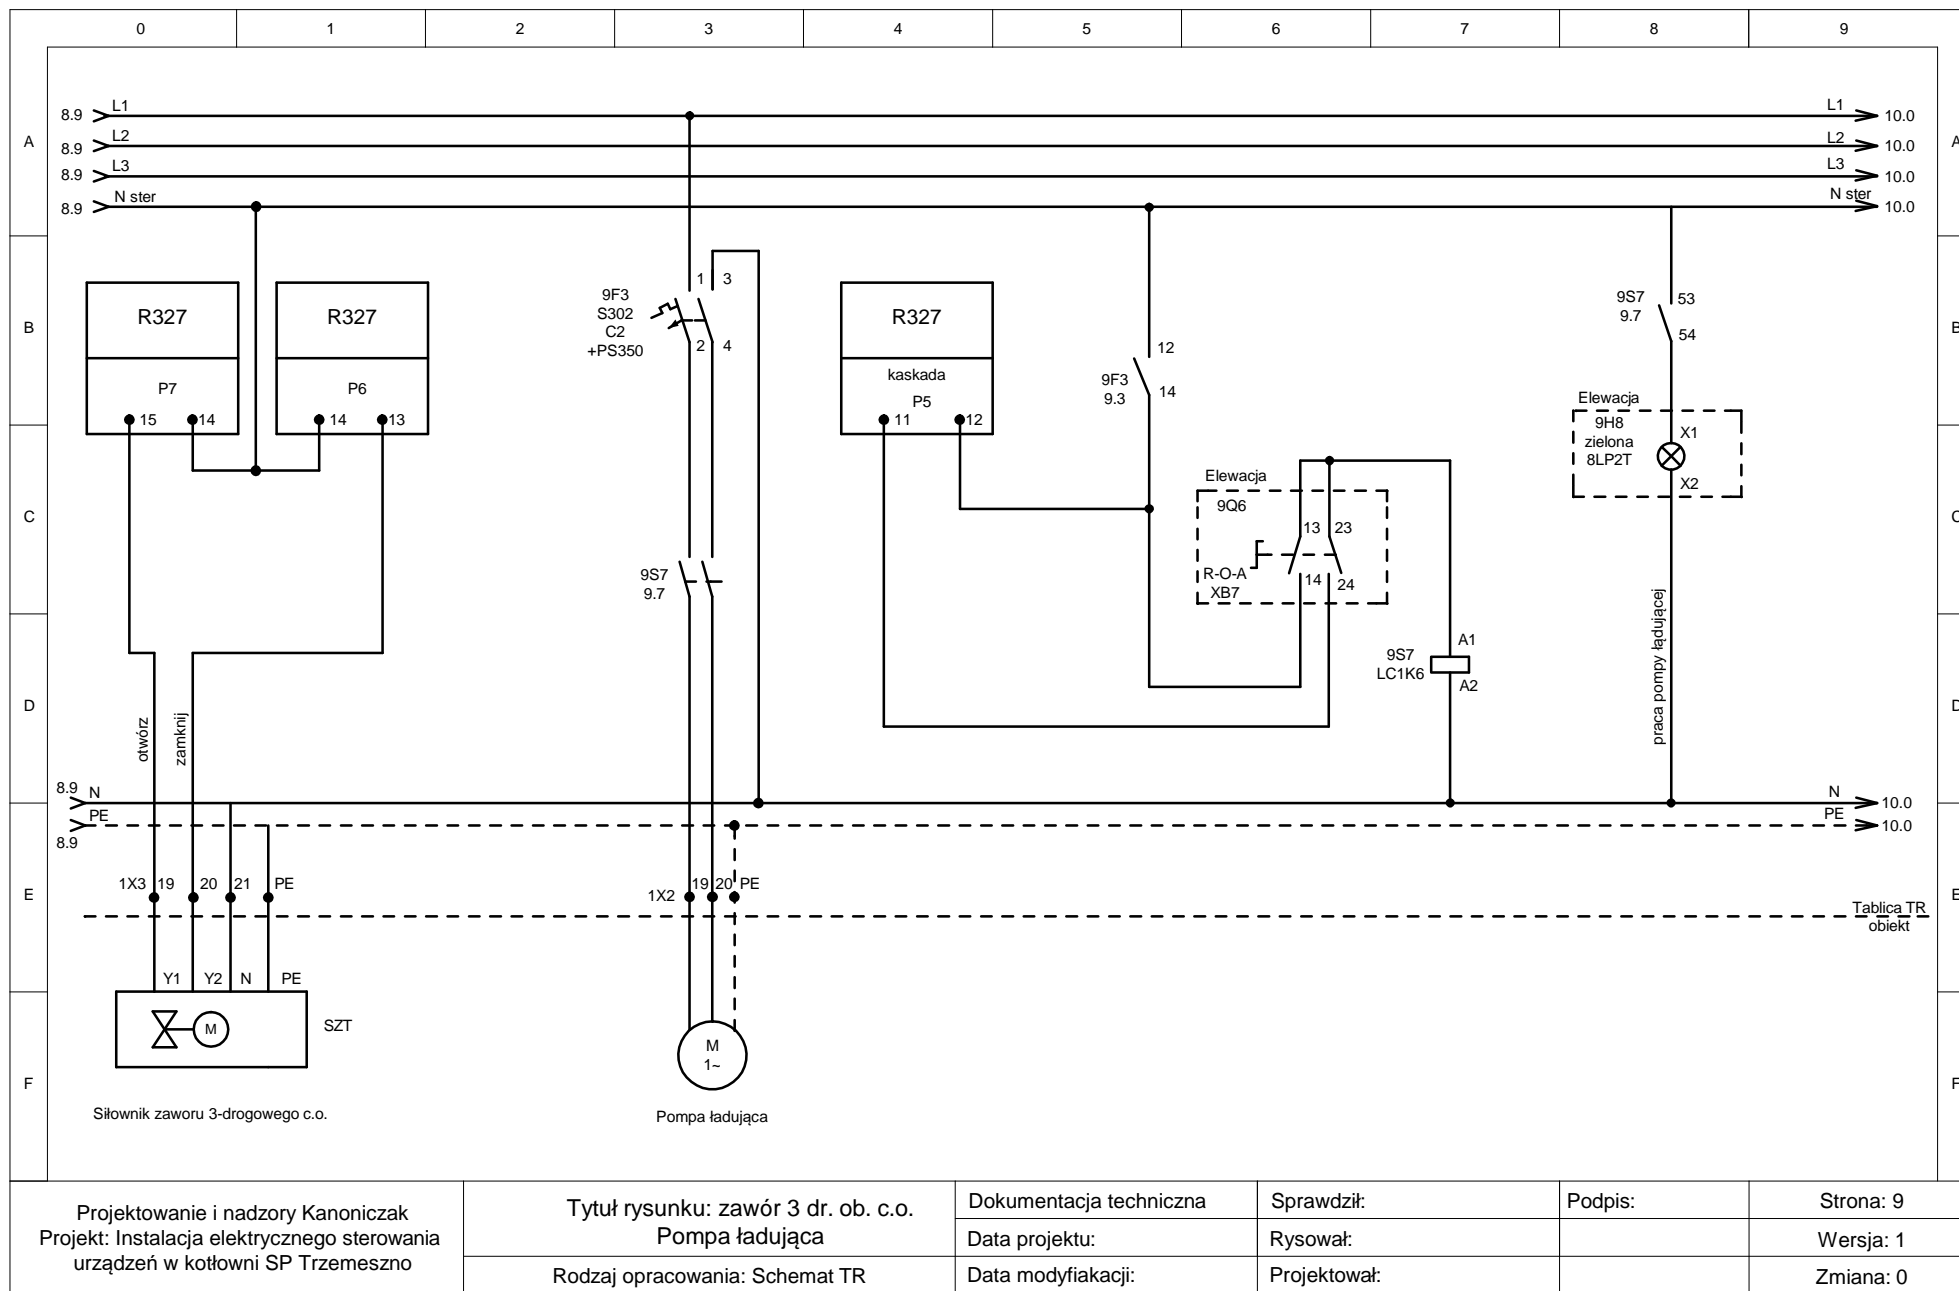 0 1 2 3 4 5 6 7 8 9
A
B
C
D
E
F
A
B
C
D
E
F
8.9 L1
L1 10.0
8.9 L2
L2 10.0
8.9 L3
L3 10.0
8.9 N ster
N ster 10.0
R327
P7
15 14
R327
P6
14 13
9F3
S302
C2
+PS350
1 3
2 4
R327
kaskada
P5
11 12
9F3
9.3
12
14
9S7
9.7
53
54
Elewacja
9H8
zielona
8LP2T
X1
X2
Elewacja
9Q6
13 23
14 24
R-O-A
XB7
9S7
9.7
9S7
LC1K6
A1
A2
praca pompy łądującej
otwórz
zamknij
8.9 N
N 10.0
PE
8.9
PE 10.0
1X3 19 20 21 PE
1X2 19 20 PE
Tablica TR
obiekt
Y1 Y2 N PE
M
SZT
M
1~
Siłownik zaworu 3-drogowego c.o.
Pompa ładująca
Projektowanie i nadzory Kanoniczak
Projekt: Instalacja elektrycznego sterowania
urządzeń w kotłowni SP Trzemeszno
Tytuł rysunku: zawór 3 dr. ob. c.o.
Pompa ładująca
Rodzaj opracowania: Schemat TR
Dokumentacja techniczna
Data projektu:
Data modyfiakacji:
Sprawdził:
Rysował:
Projektował:
Podpis:
Strona: 9
Wersja: 1
Zmiana: 0